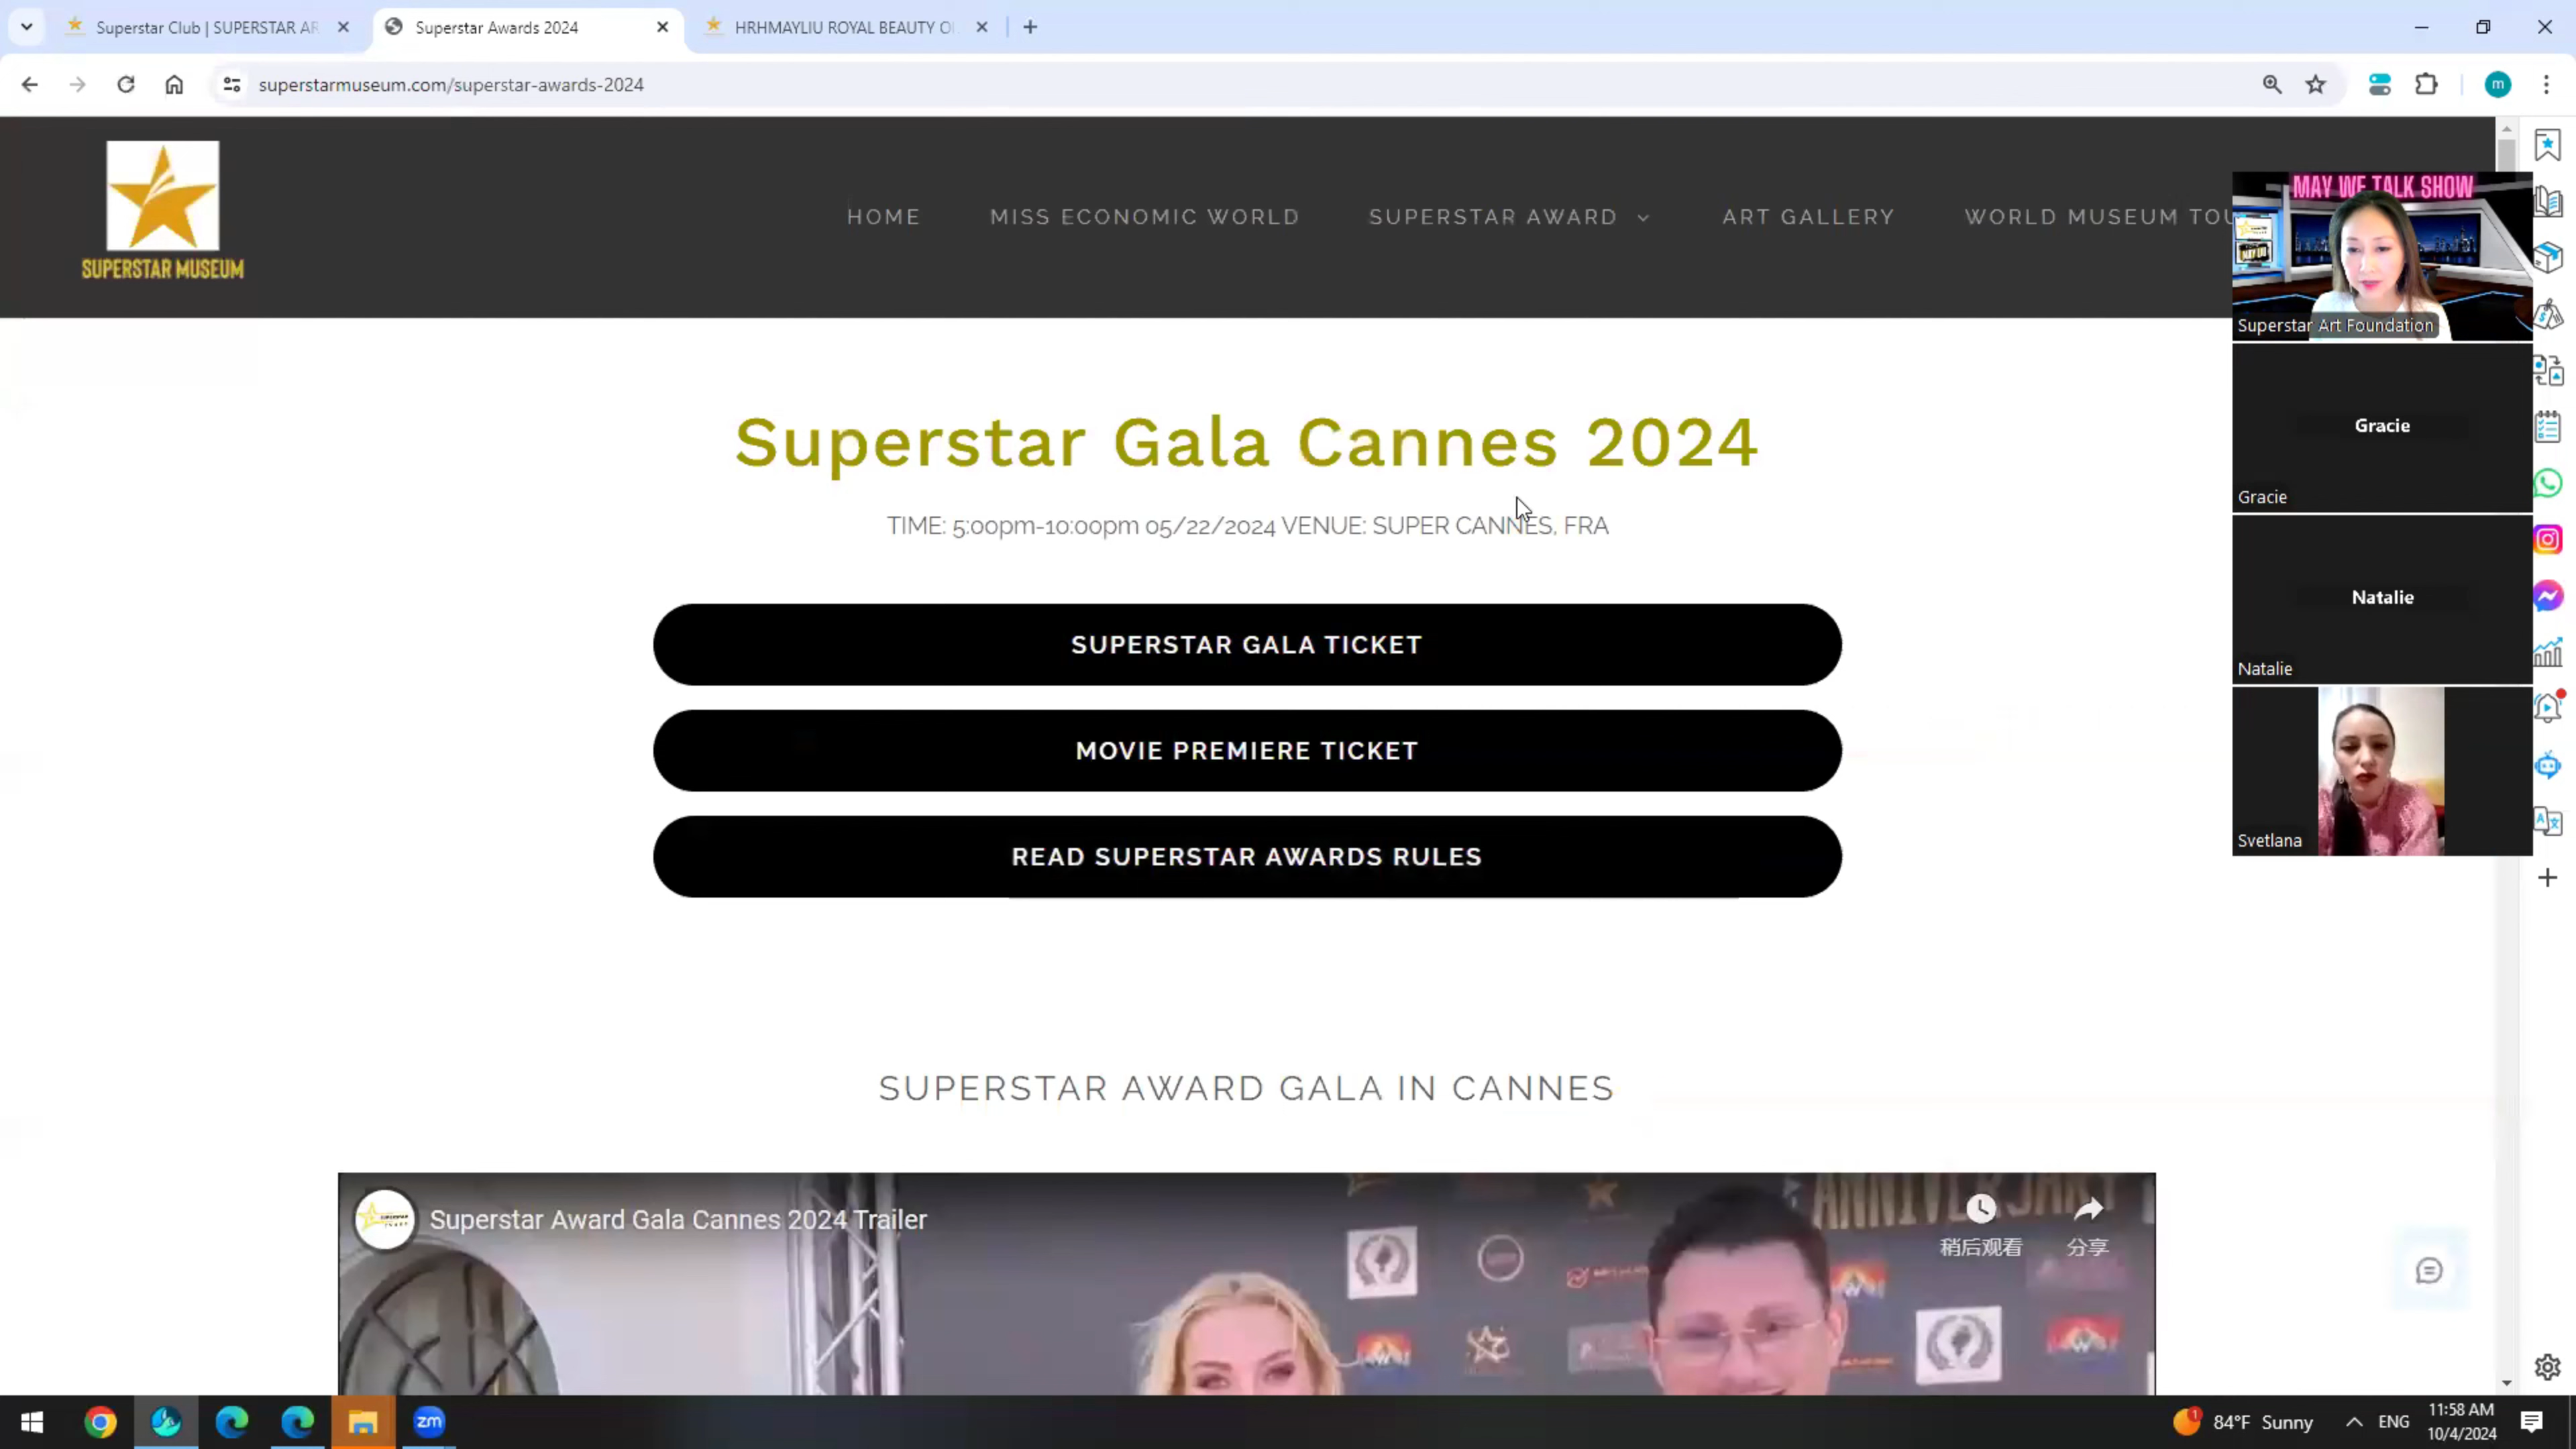 Superstar Club | SUPERSTAR AR
Superstar Awards 2024
HRHMAYLIU ROYAL BEAUTY O
superstarmuseum.com/superstar-awards-2024
m
SUPERSTAR MUSEUM
HOME
MISS ECONOMIC WORLD
SUPERSTAR AWARD
ART GALLERY
WORLD MUSEUM TOU
MAY WE TALK SHOW
Superstar Art Foundation
Gracie
Gracie
Natalie
Natalie
Svetlana
Superstar Gala Cannes 2024
TIME: 5:00pm-10:00pm 05/22/2024 VENUE: SUPER CANNES, FRA
SUPERSTAR GALA TICKET
MOVIE PREMIERE TICKET
READ SUPERSTAR AWARDS RULES
SUPERSTAR AWARD GALA IN CANNES
Superstar Award Gala Cannes 2024 Trailer
ANNIVERSARY
稍后观看
分享
zm
1
84°F Sunny
ENG
11:58 AM
10/4/2024